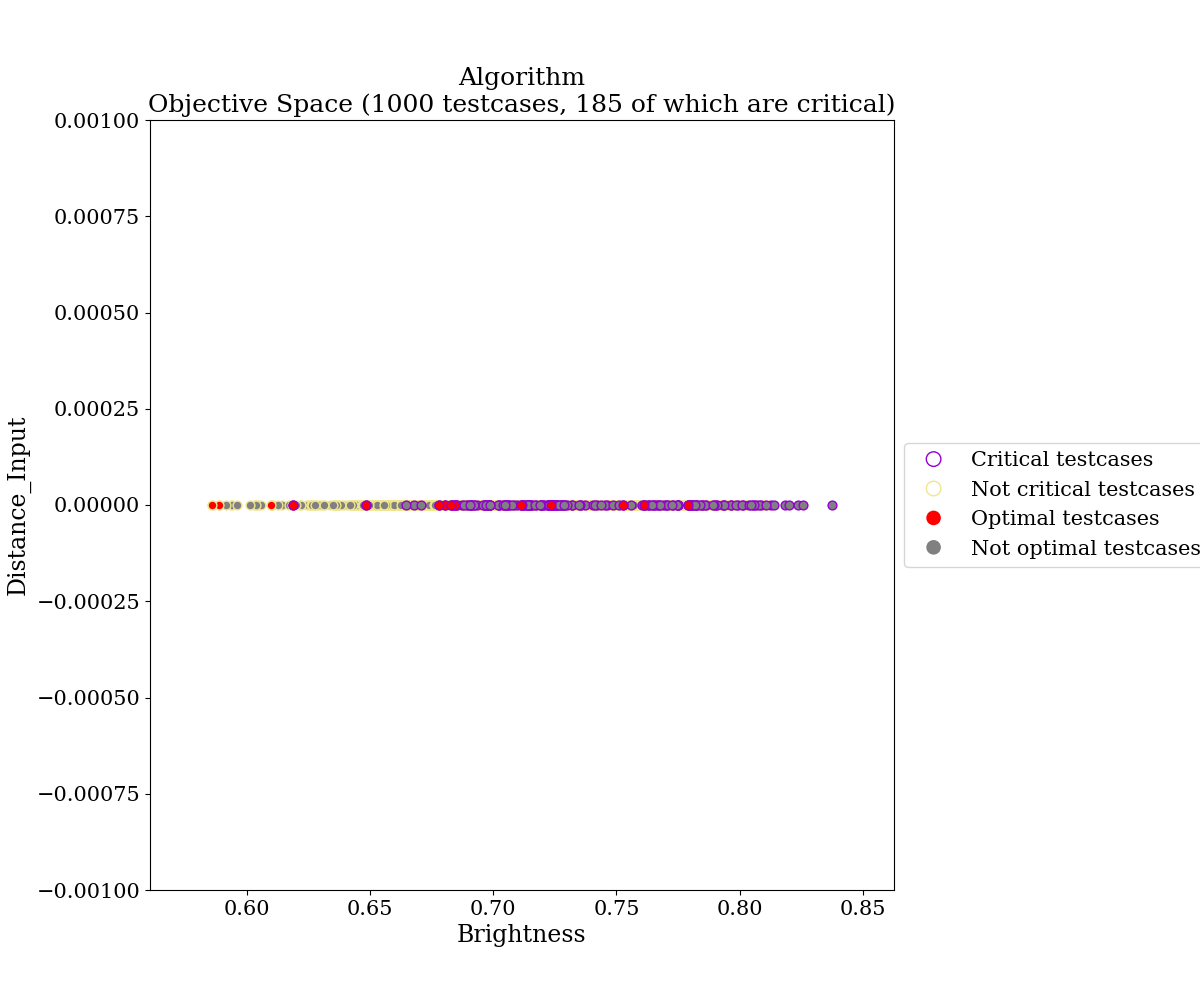 Algorithm
Objective Space (1000 testcases, 185 of which are critical)
0.00100
0.00075
0.00050
0.00025
0.00000
−0.00025
−0.00050
−0.00075
−0.00100
Distance_Input
0.60 0.65 0.70 0.75 0.80 0.85
Brightness
Critical testcases
Not critical testcases
Optimal testcases
Not optimal testcases